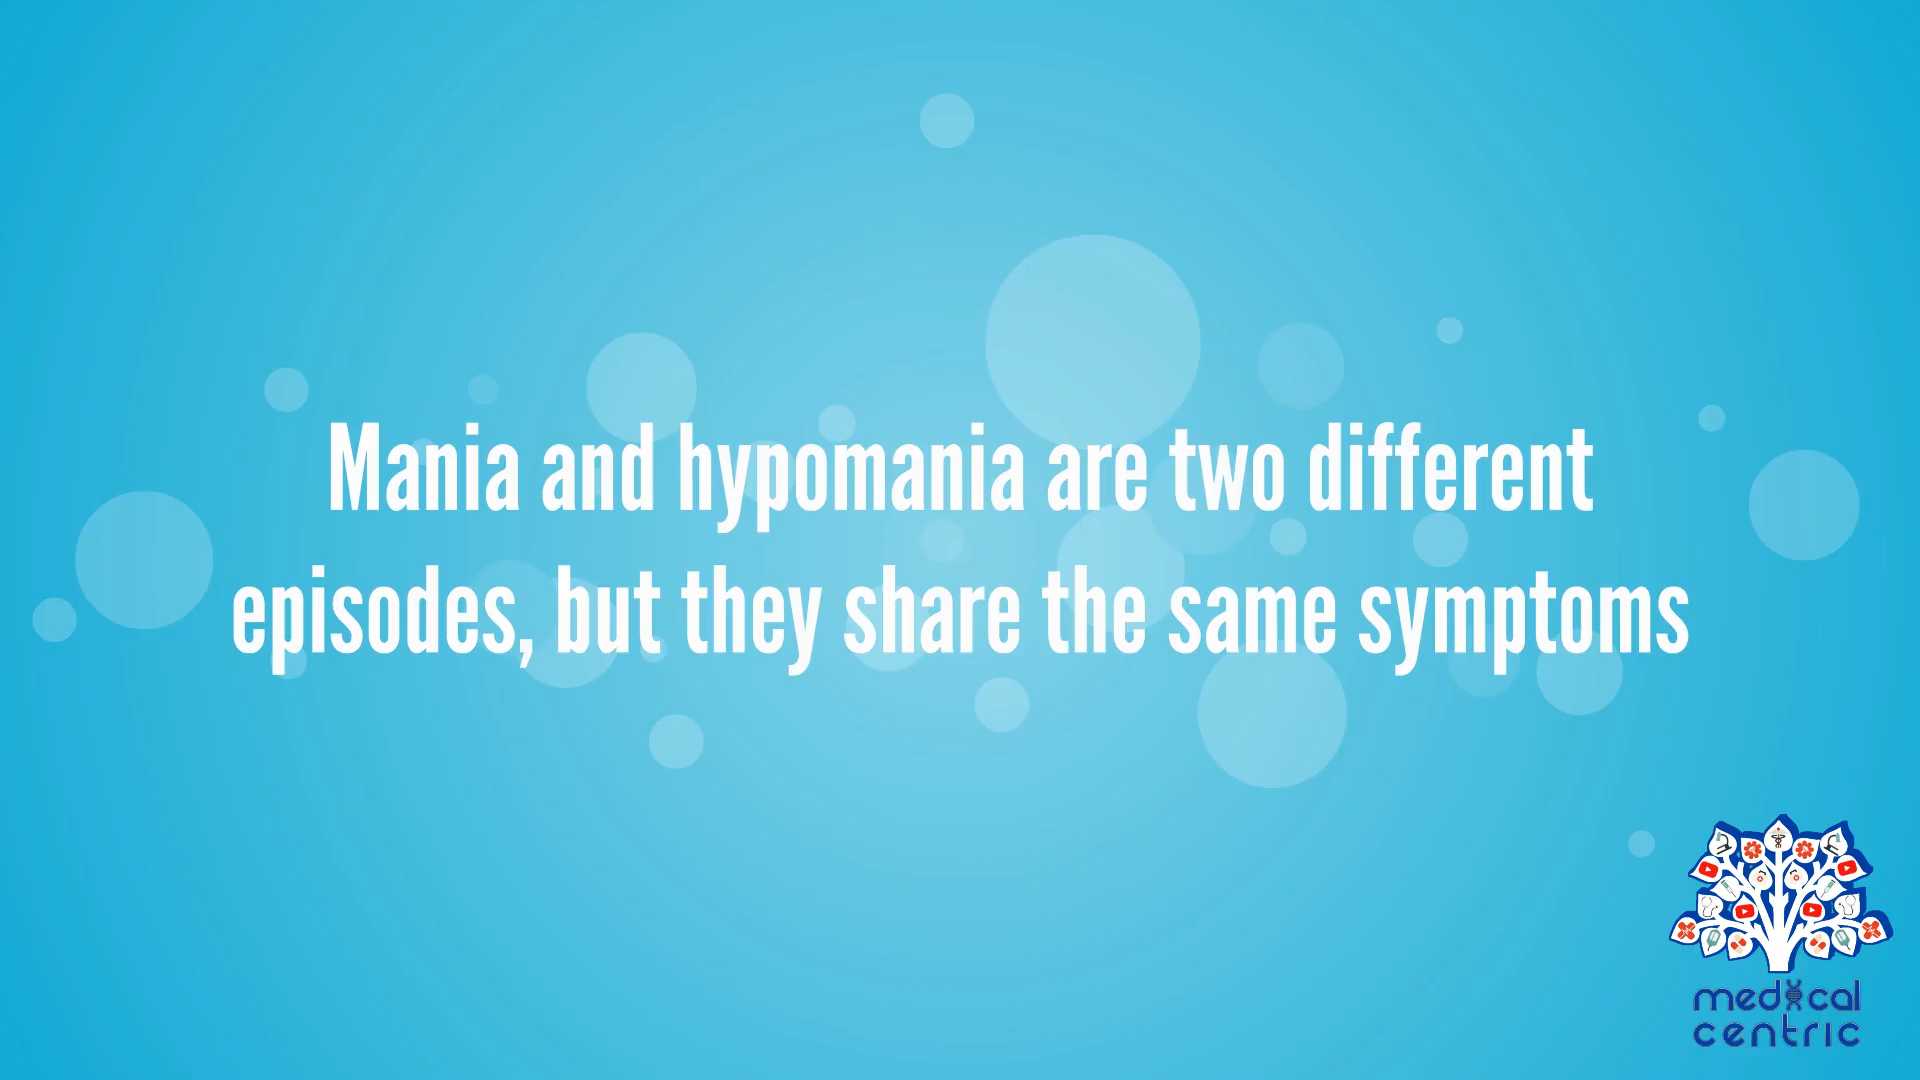 Mania and hypomania are two different
episodes, but they share the same symptoms
medical
centric